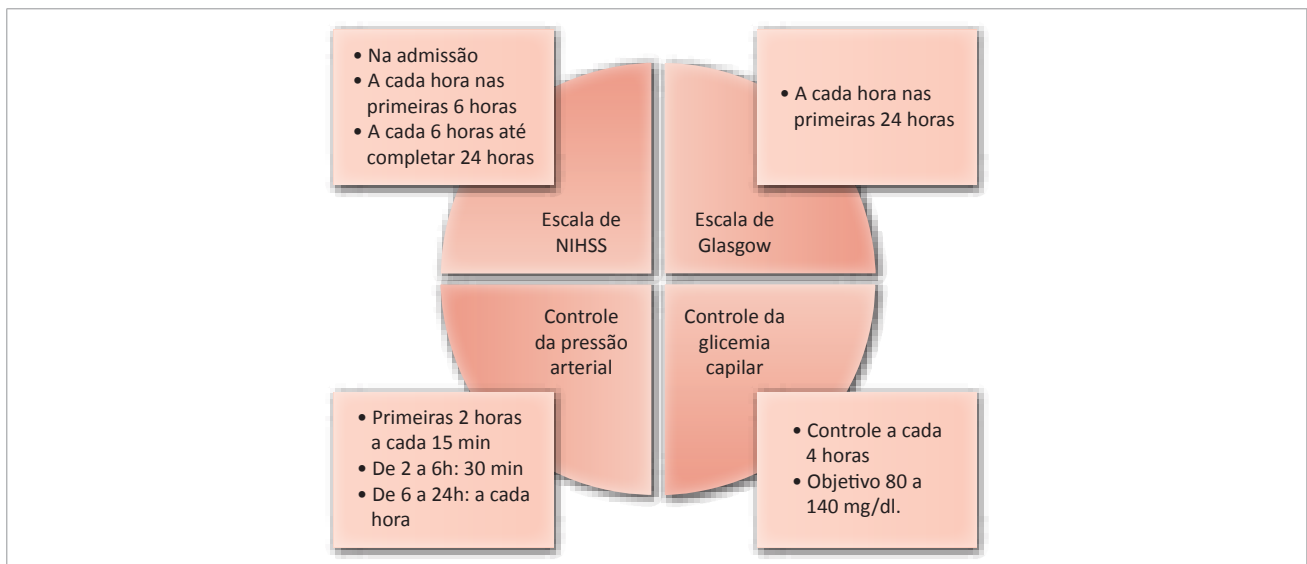 • Na admissão
• A cada hora nas
primeiras 6 horas
• A cada 6 horas até
completar 24 horas
• A cada hora nas
primeiras 24 horas
Escala de
NIHSS
Escala de
Glasgow
Controle
da pressão
arterial
Controle da
glicemia
capilar
• Primeiras 2 horas
a cada 15 min
• De 2 a 6h: 30 min
• De 6 a 24h: a cada
hora
• Controle a cada
4 horas
• Objetivo 80 a
140 mg/dl.